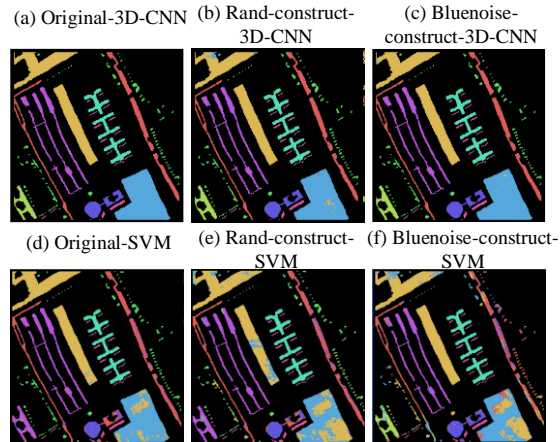 (a) Original-3D-CNN
(b) Rand-construct-
3D-CNN
(c) Bluenoise-
construct-3D-CNN
(d) Original-SVM
(e) Rand-construct-
SVM
(f) Bluenoise-construct-
SVM